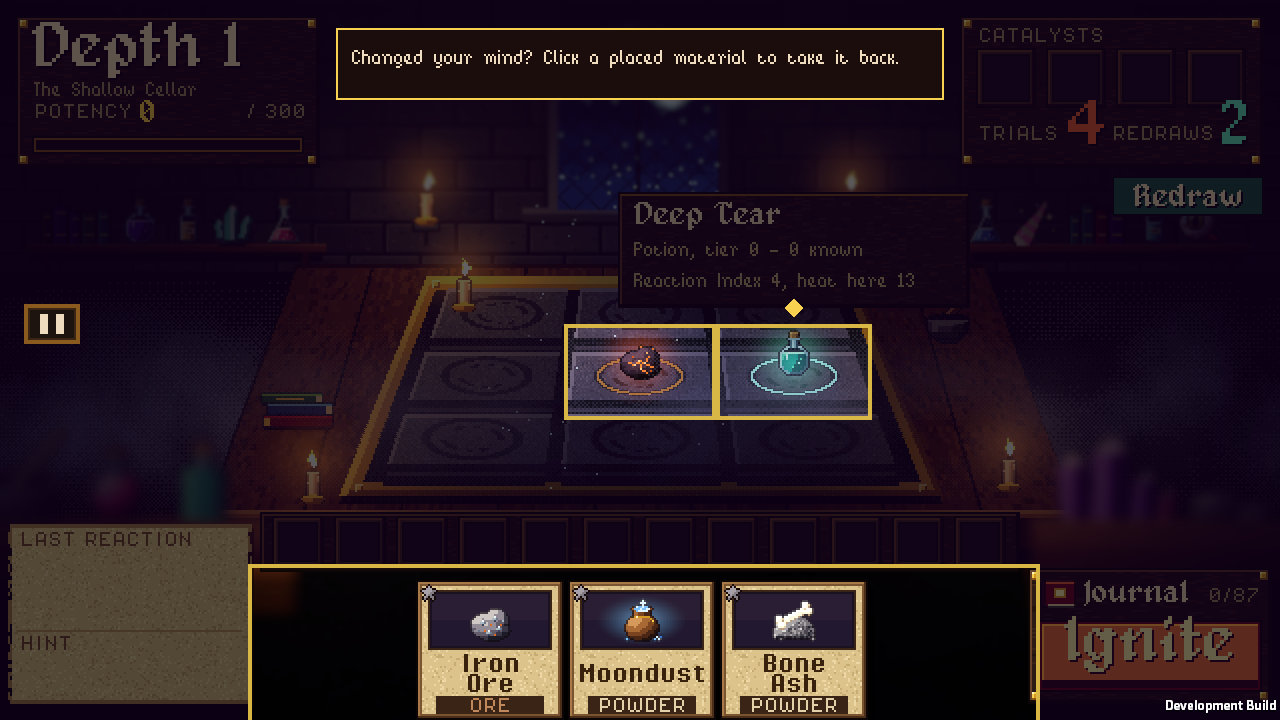 Depth 1
The Shallow Cellar
POTENCY 0 / 300
Changed your mind? Click a placed material to take it back.
CATALYSTS
TRIALS 4 REDRAWS 2
Redraw
Deep Tear
Potion, tier 0 - 0 known
Reaction Index 4, heat here 13
LAST REACTION
HINT
Iron
Ore
ORE
Moondust
POWDER
Bone
Ash
POWDER
Journal 0/87
Ignite
Development Build